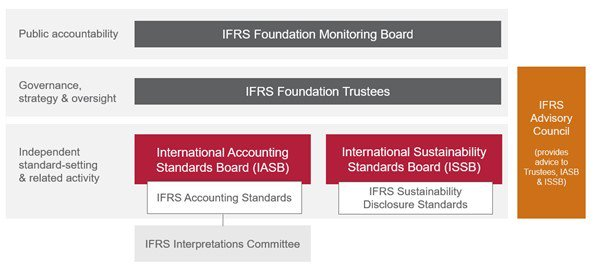 Public accountability
IFRS Foundation Monitoring Board
Governance,
strategy & oversight
IFRS Foundation Trustees
Independent
standard-setting
& related activity
International Accounting
Standards Board (IASB)
IFRS Accounting Standards
IFRS Interpretations Committee
International Sustainability
Standards Board (ISSB)
IFRS Sustainability
Disclosure Standards
IFRS
Advisory
Council
(provides
advice to
Trustees, IASB
& ISSB)